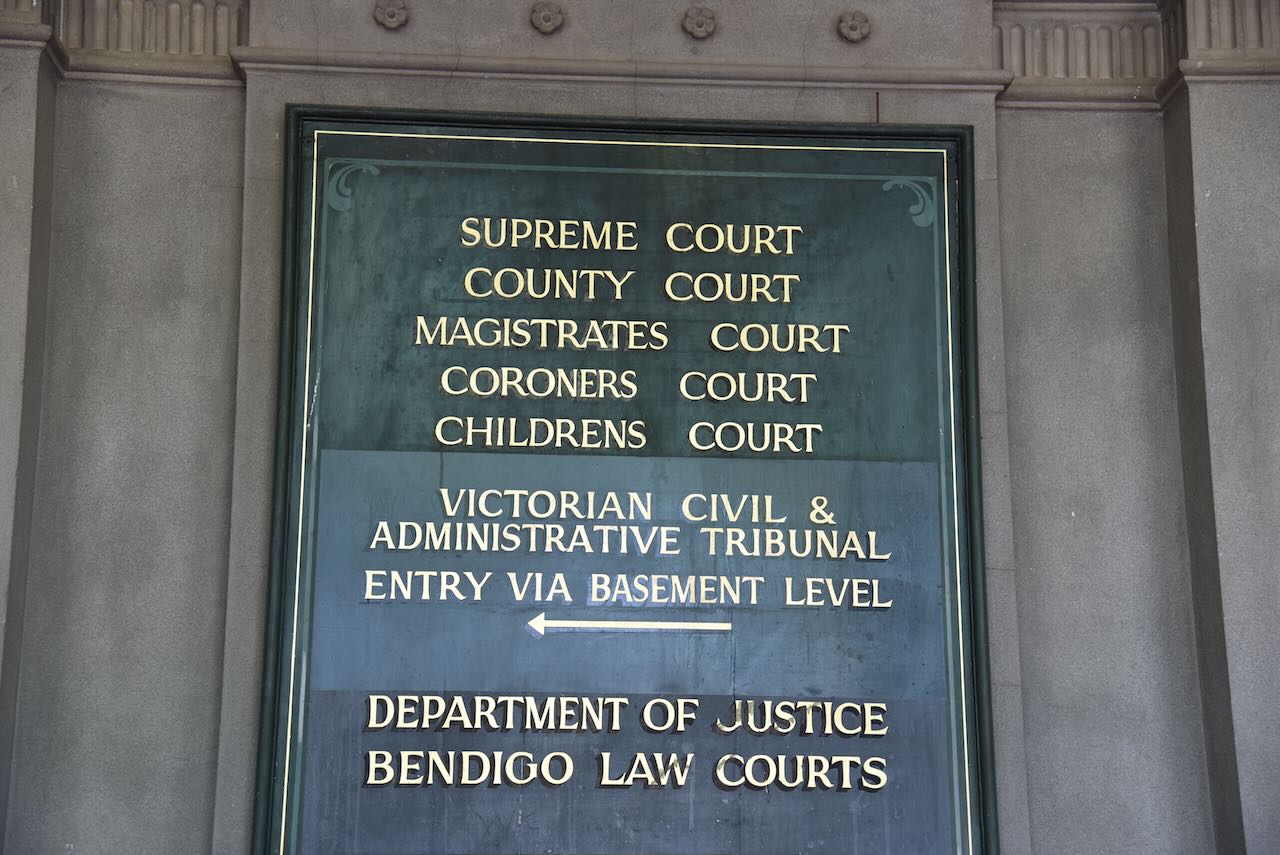 SUPREME COURT
COUNTY COURT
MAGISTRATES COURT
CORONERS COURT
CHILDRENS COURT
VICTORIAN CIVIL &
ADMINISTRATIVE TRIBUNAL
ENTRY VIA BASEMENT LEVEL
DEPARTMENT OF JUSTICE
BENDIGO LAW COURTS